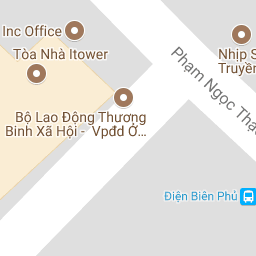 Inc Office
Tòa Nhà Itower
Nhịp S
Truyền
Phạm Ngọc Thạ
Bộ Lao Động Thương
Binh Xã Hội - Vpđd Ở...
Điện Biên Phủ